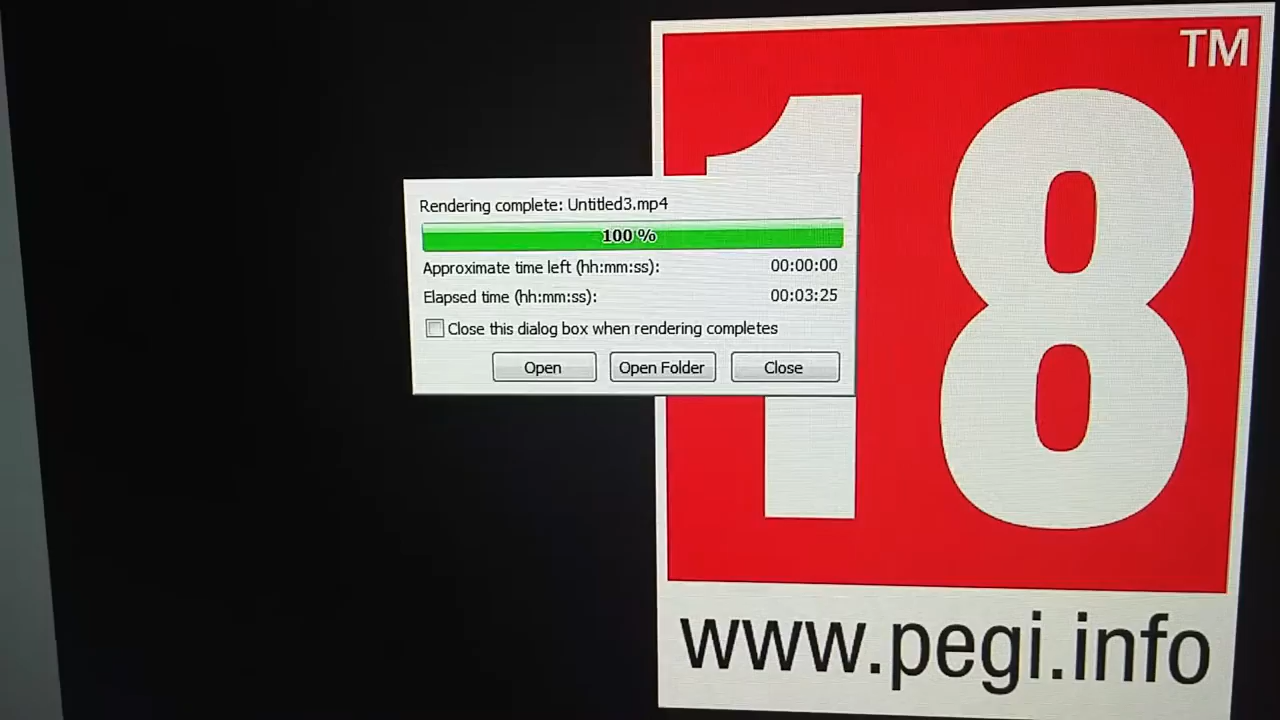 TM
18
Rendering complete: Untitled3.mp4
100 %
Approximate time left (hh:mm:ss): 00:00:00
Elapsed time (hh:mm:ss): 00:03:25
Close this dialog box when rendering completes
Open Open Folder Close
www.pegi.info